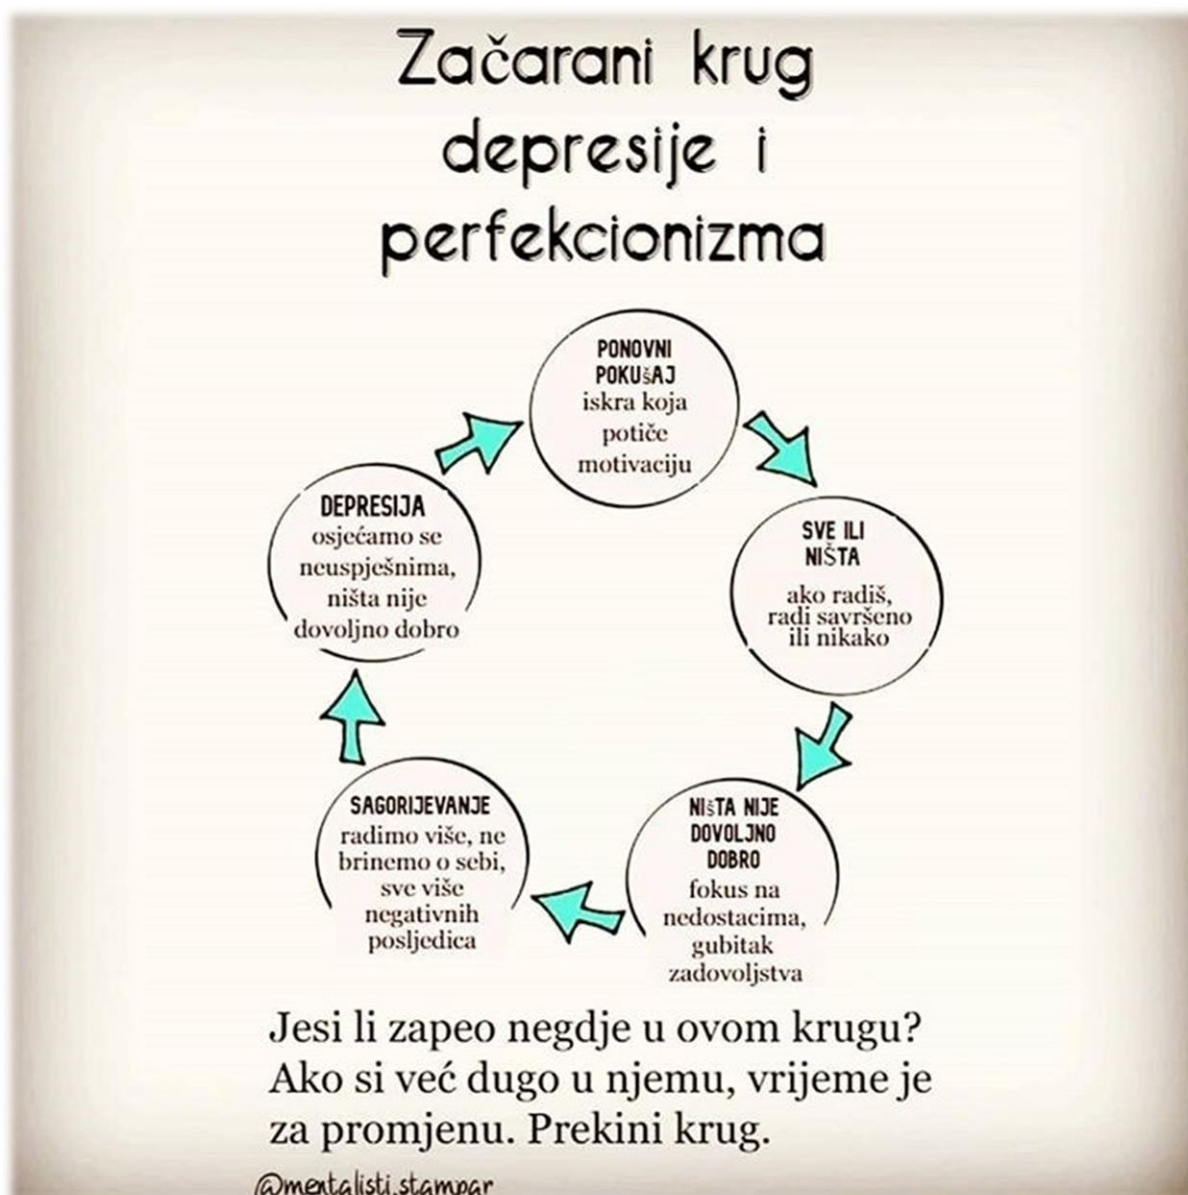 Začarani krug
depresije i
perfekcionizma
PONOVNI
POKUŠAJ
iskra koja
potiče
motivaciju
SVE ILI
NIŠTA
ako radiš,
radi savršeno
ili nikako
NIŠTA NIJE
DOVOLJNO
DOBRO
fokus na
nedostacima,
gubitak
zadovoljstva
SAGORIJEVANJE
radimo više, ne
brinemo o sebi,
sve više
negativnih
posljedica
DEPRESIJA
osjećamo se
neuspješnima,
ništa nije
dovoljno dobro
Jesi li zapeo negdje u ovom krugu?
Ako si već dugo u njemu, vrijeme je
za promjenu. Prekini krug.
@mentalisti.stampar